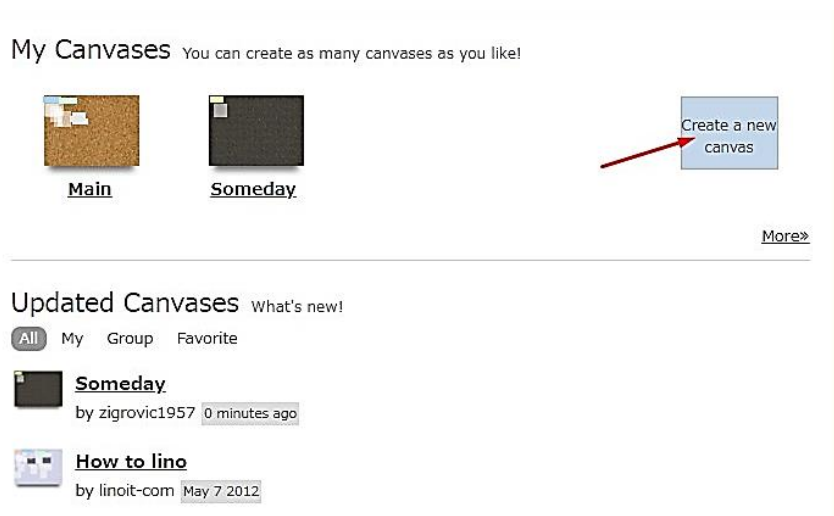 My Canvases You can create as many canvases as you like!
Create a new
canvas
Main Someday
More»
Updated Canvases What's new!
All My Group Favorite
Someday
by zigrovic1957 0 minutes ago
How to lino
by linoit-com May 7 2012